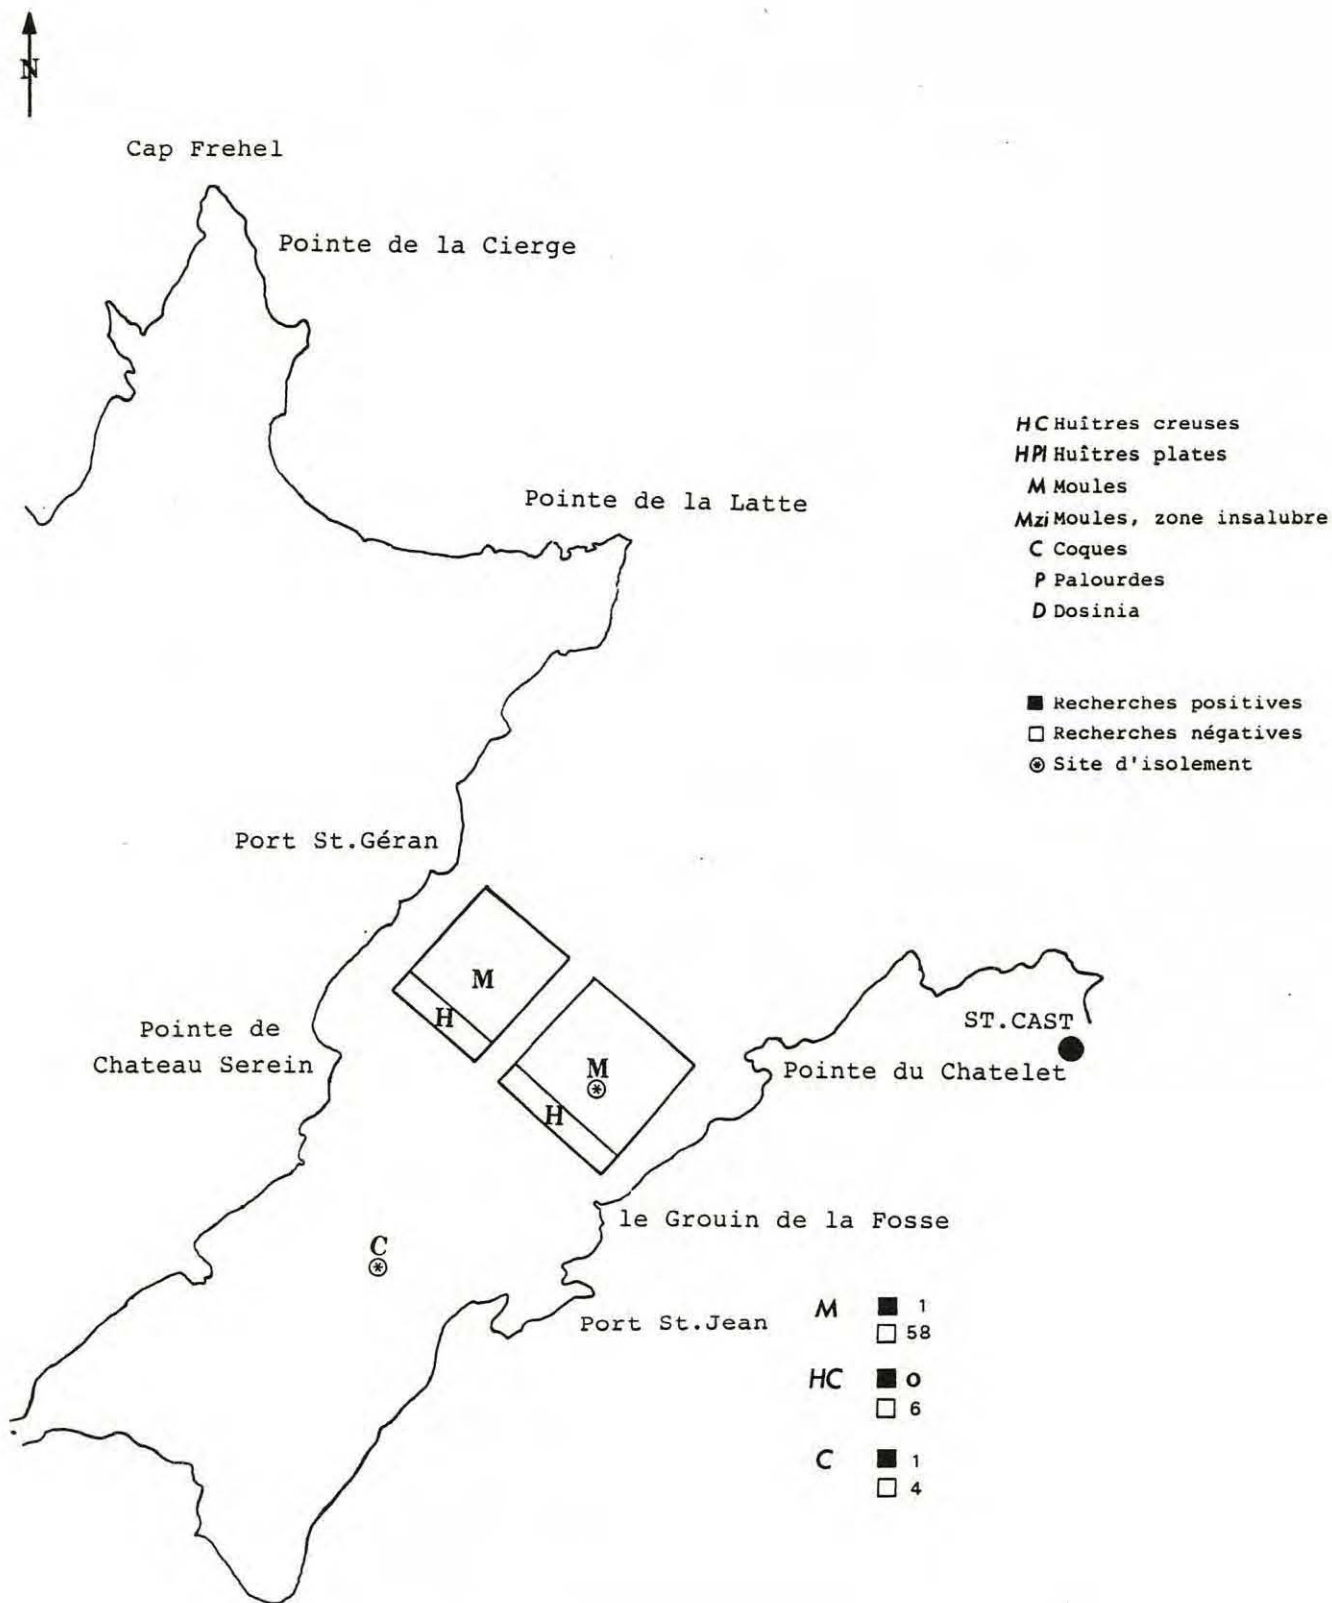 N
Cap Frehel
Pointe de la Cierge
HC Huîtres creuses
HPl Huîtres plates
M Moules
Mzi Moules, zone insalubre
C Coques
P Palourdes
D Dosinia
Pointe de la Latte
■ Recherches positives
□ Recherches négatives
⊛ Site d'isolement
Port St.Géran
M
H
ST.CAST
Pointe de
Chateau Serein
M
Pointe du Chatelet
H
le Grouin de la Fosse
C
Port St.Jean
M ■ 1
□ 58
HC ■ 0
□ 6
C ■ 1
□ 4